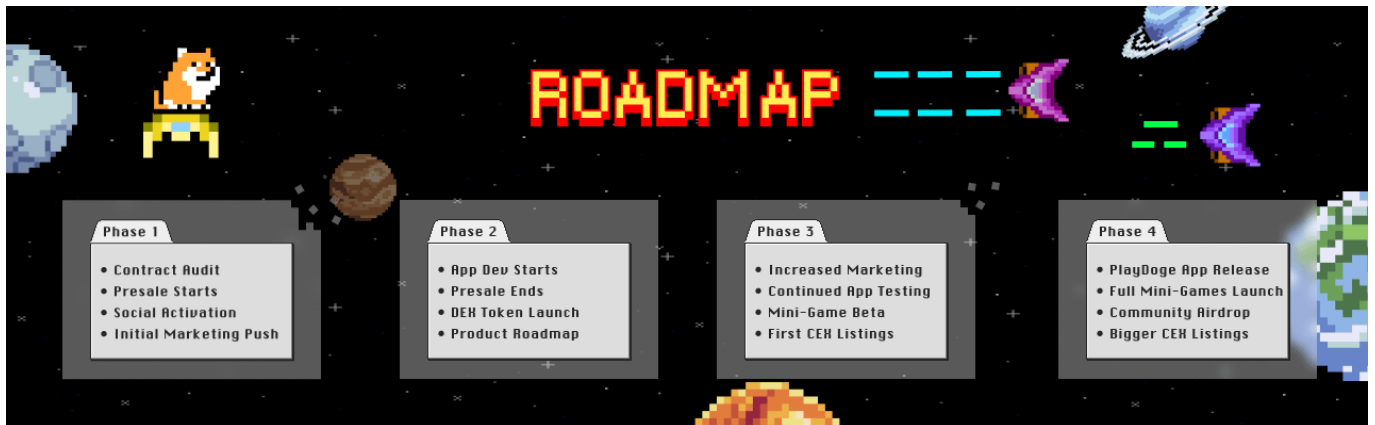 ROADMAP
Phase 1
• Contract Audit
• Presale Starts
• Social Activation
• Initial Marketing Push
Phase 2
• App Dev Starts
• Presale Ends
• DEX Token Launch
• Product Roadmap
Phase 3
• Increased Marketing
• Continued App Testing
• Mini-Game Beta
• First CEX Listings
Phase 4
• PlayDoge App Release
• Full Mini-Games Launch
• Community Airdrop
• Bigger CEX Listings